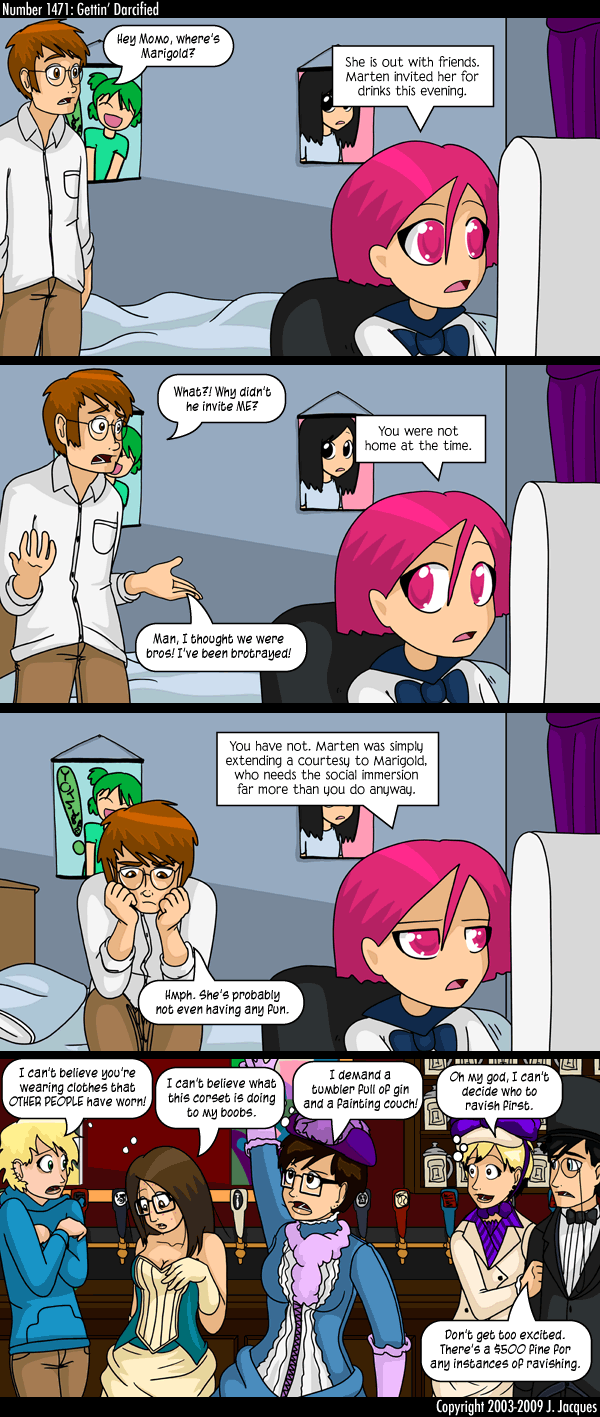 Number 1471: Gettin' Darcified
Hey Momo, where's
Marigold?
She is out with friends.
Marten invited her for
drinks this evening.
What?! Why didn't
he invite ME?
You were not
home at the time.
Man, I thought we were
bros! I've been brotrayed!
You have not. Marten was simply
extending a courtesy to Marigold,
who needs the social immersion
far more than you do anyway.
Hmph. She's probably
not even having any fun.
I can't believe you're
wearing clothes that
OTHER PEOPLE have worn!
I can't believe what
this corset is doing
to my boobs.
I demand a
tumbler full of gin
and a fainting couch!
Oh my god, I can't
decide who to
ravish first.
Don't get too excited.
There's a $500 fine for
any instances of ravishing.
Copyright 2003-2009 J. Jacques